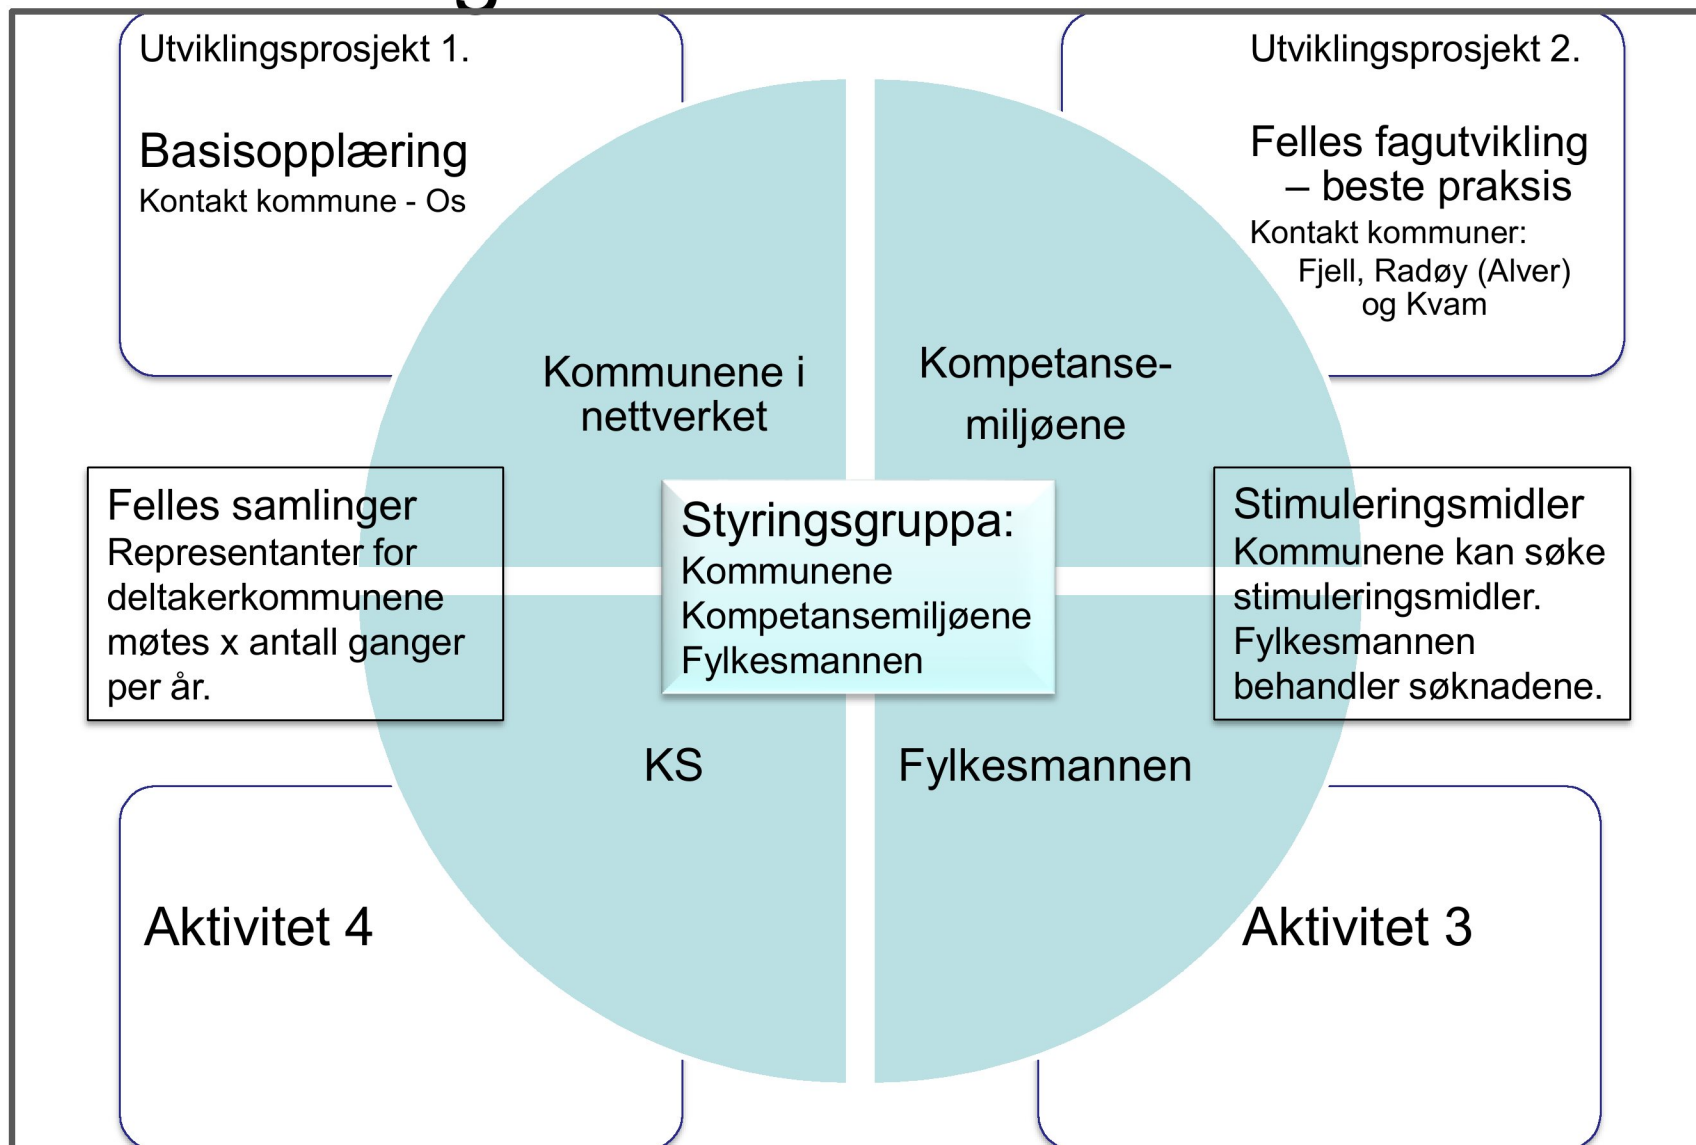 Utviklingsprosjekt 1.
Basisopplæring
Kontakt kommune - Os
Utviklingsprosjekt 2.
Felles fagutvikling
– beste praksis
Kontakt kommuner:
Fjell, Radøy (Alver)
og Kvam
Kommunene i
nettverket
Kompetanse-
miljøene
Felles samlinger
Representanter for
deltakerkommunene
møtes x antall ganger
per år.
Styringsgruppa:
Kommunene
Kompetansemiljøene
Fylkesmannen
Stimuleringsmidler
Kommunene kan søke
stimuleringsmidler.
Fylkesmannen
behandler søknadene.
KS
Fylkesmannen
Aktivitet 4
Aktivitet 3